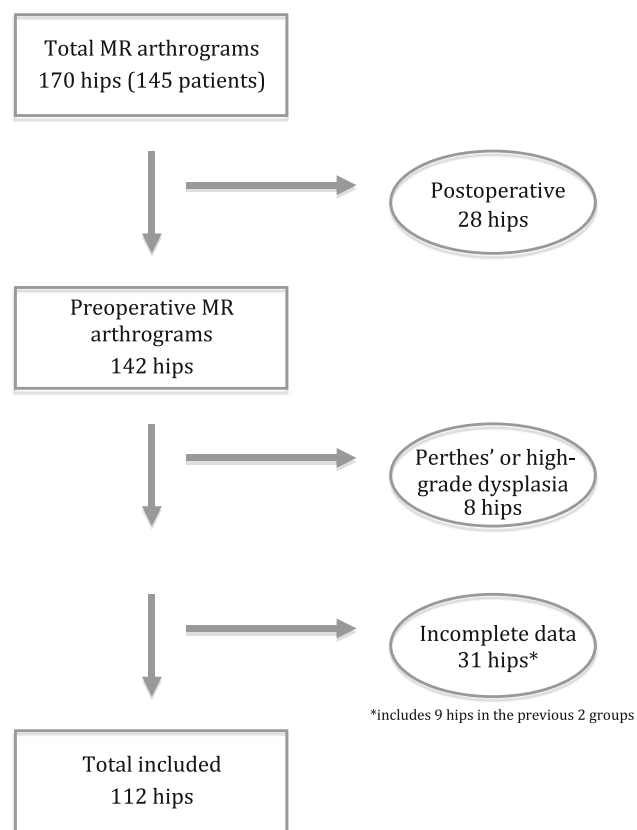 Total MR arthrograms
170 hips (145 patients)
Postoperative
28 hips
Preoperative MR
arthrograms
142 hips
Perthes’ or high-
grade dysplasia
8 hips
Incomplete data
31 hips*
*includes 9 hips in the previous 2 groups
Total included
112 hips